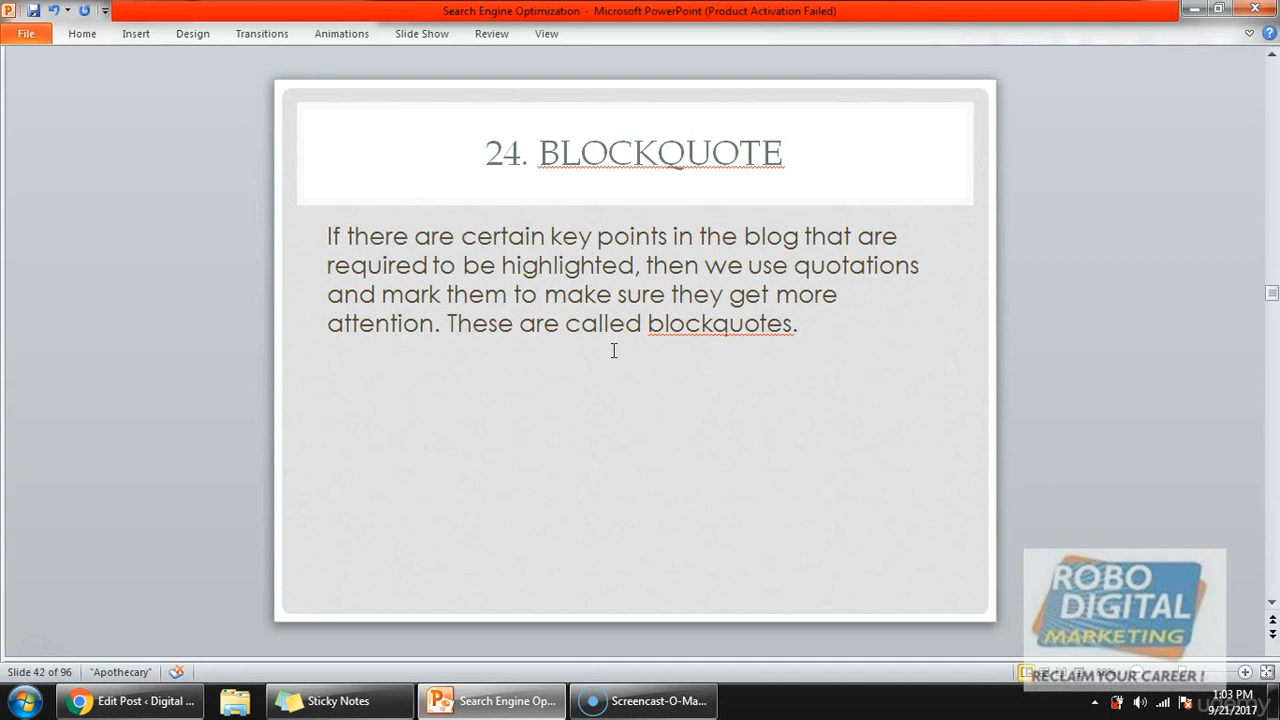 Search Engine Optimization - Microsoft PowerPoint (Product Activation Failed)
File Home Insert Design Transitions Animations Slide Show Review View
24. BLOCKQUOTE
If there are certain key points in the blog that are
required to be highlighted, then we use quotations
and mark them to make sure they get more
attention. These are called blockquotes.
ROBO
DIGITAL
MARKETING
RECLAIM YOUR CAREER !
Slide 42 of 96 "Apothecary"
Edit Post ‹ Digital ... Sticky Notes Search Engine Op... Screencast-O-Ma... 1:03 PM
9/21/2017
udemy